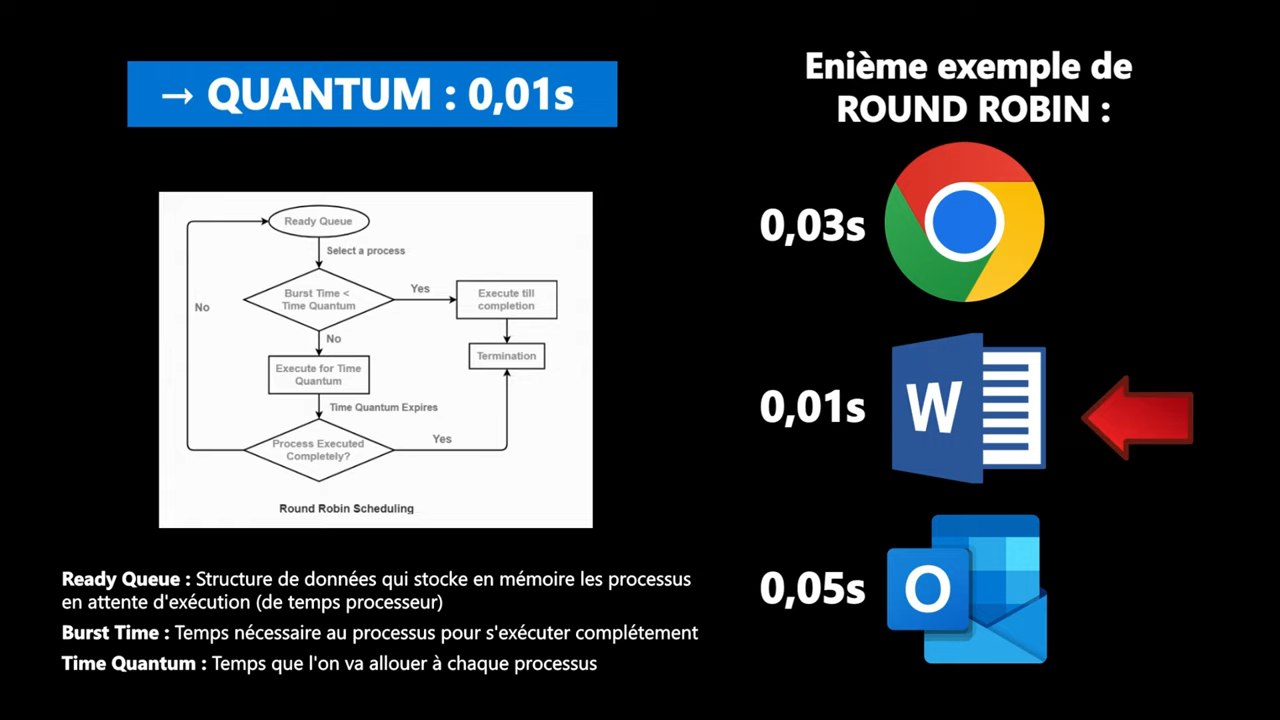 → QUANTUM : 0,01s
Enième exemple de
ROUND ROBIN :
Ready Queue
Select a process
Burst Time <
Time Quantum
Yes
Execute till
completion
No
No
Termination
Execute for Time
Quantum
Time Quantum Expires
Process Executed
Completely?
Yes
Round Robin Scheduling
0,03s
0,01s
W
0,05s
O
Ready Queue : Structure de données qui stocke en mémoire les processus
en attente d'exécution (de temps processeur)
Burst Time : Temps nécessaire au processus pour s'exécuter complétement
Time Quantum : Temps que l'on va allouer à chaque processus